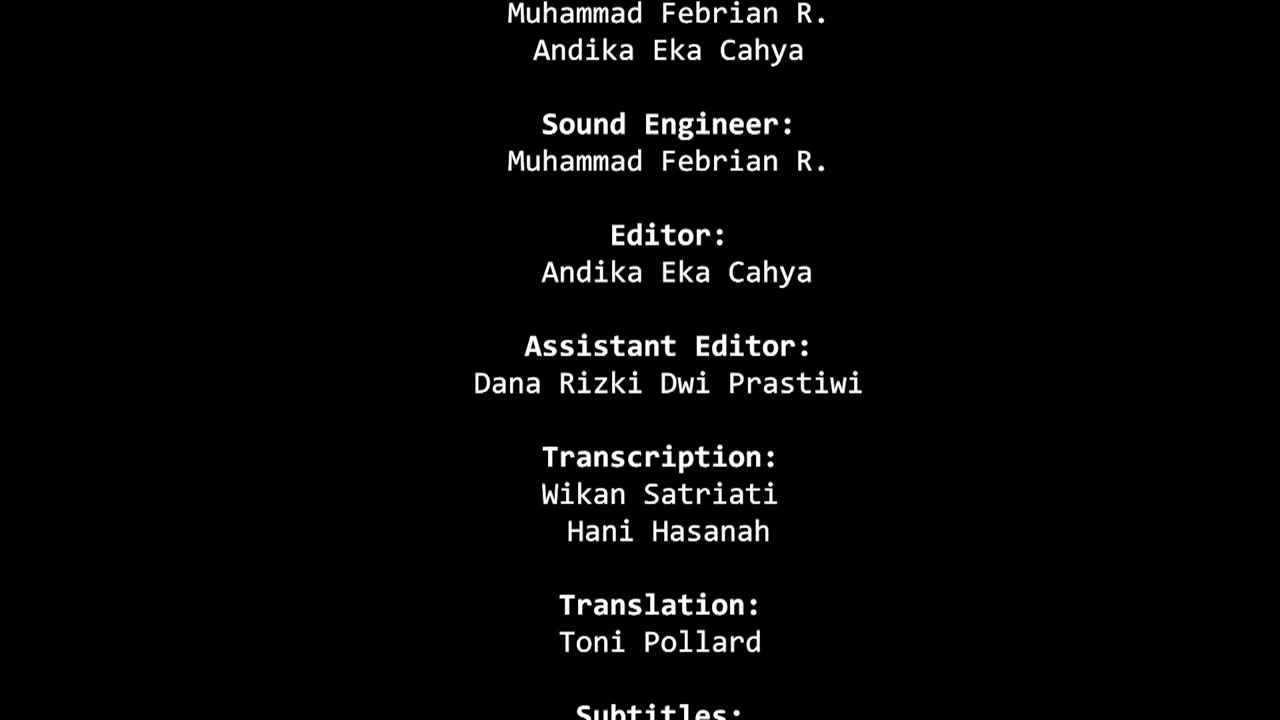 Muhammad Febrian R.
Andika Eka Cahya
Sound Engineer:
Muhammad Febrian R.
Editor:
Andika Eka Cahya
Assistant Editor:
Dana Rizki Dwi Prastiwi
Transcription:
Wikan Satriati
Hani Hasanah
Translation:
Toni Pollard
Subtitles: